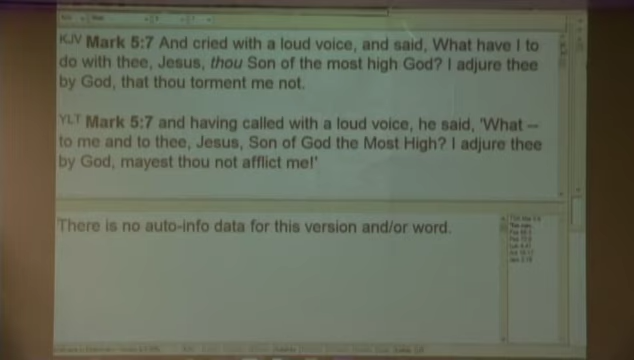 KJV Mark 5:7 And cried with a loud voice, and said, What have I to
do with thee, Jesus, thou Son of the most high God? I adjure thee
by God, that thou torment me not.
YLT Mark 5:7 and having called with a loud voice, he said, 'What —
to me and to thee, Jesus, Son of God the Most High? I adjure thee
by God, mayest thou not afflict me!'
There is no auto-info data for this version and/or word.